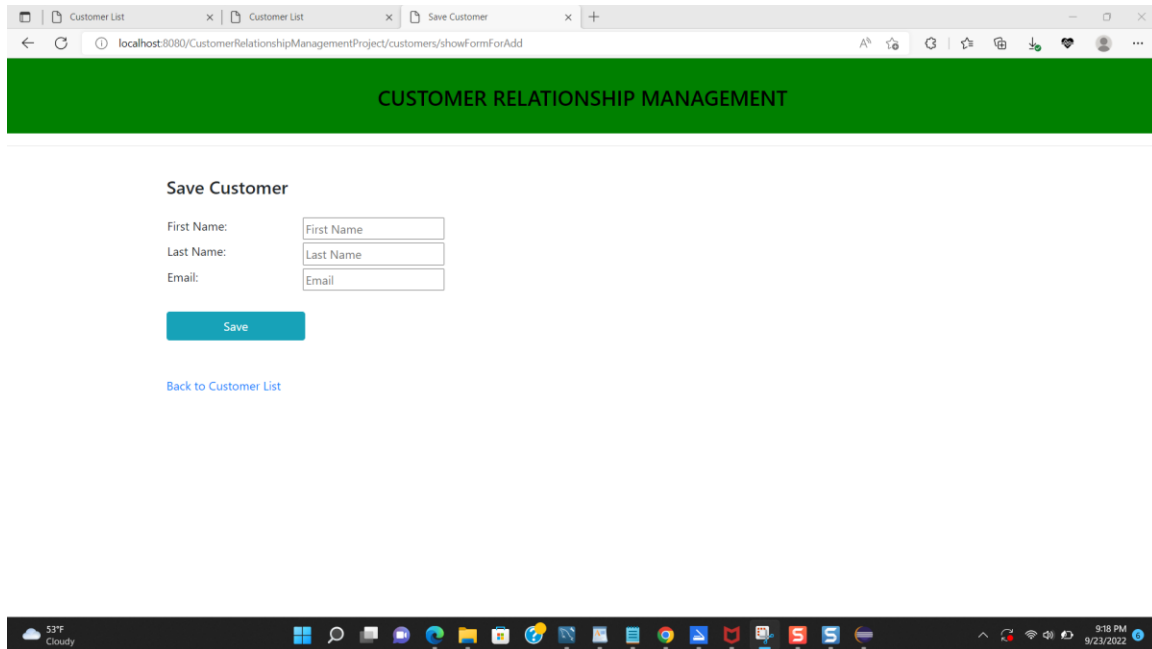 Customer List
Customer List
Save Customer
localhost:8080/CustomerRelationshipManagementProject/customers/showFormForAdd
CUSTOMER RELATIONSHIP MANAGEMENT
Save Customer
First Name: First Name
Last Name: Last Name
Email: Email
Save
Back to Customer List
53°F
Cloudy
9:18 PM
9/23/2022
6